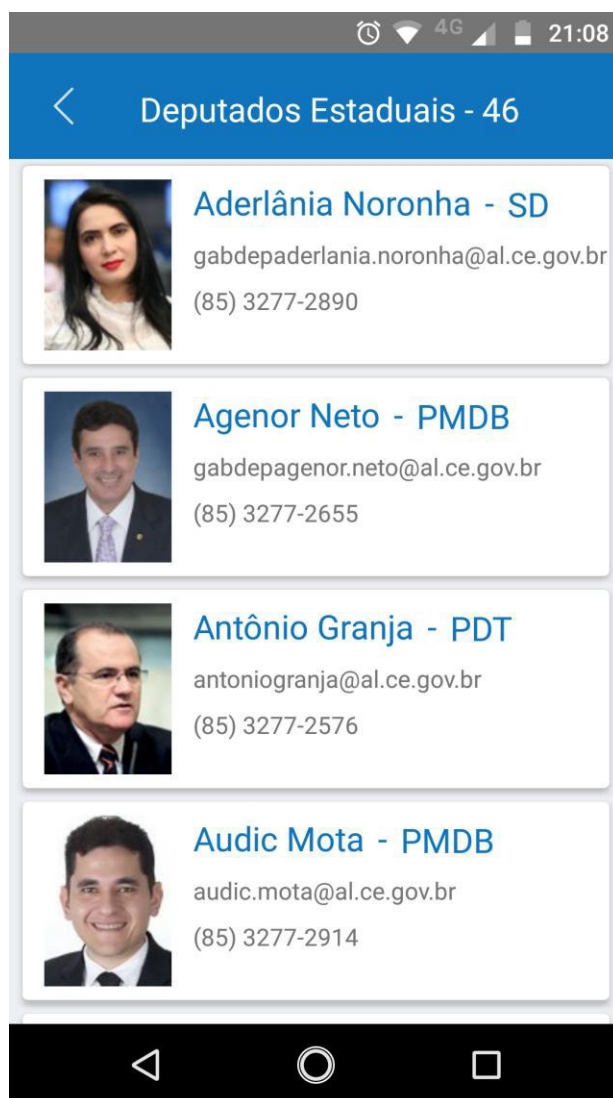 4G 21:08
Deputados Estaduais - 46
Aderlânia Noronha - SD
gabdepaderlania.noronha@al.ce.gov.br
(85) 3277-2890
Agenor Neto - PMDB
gabdepagenor.neto@al.ce.gov.br
(85) 3277-2655
Antônio Granja - PDT
antoniogranja@al.ce.gov.br
(85) 3277-2576
Audic Mota - PMDB
audic.mota@al.ce.gov.br
(85) 3277-2914